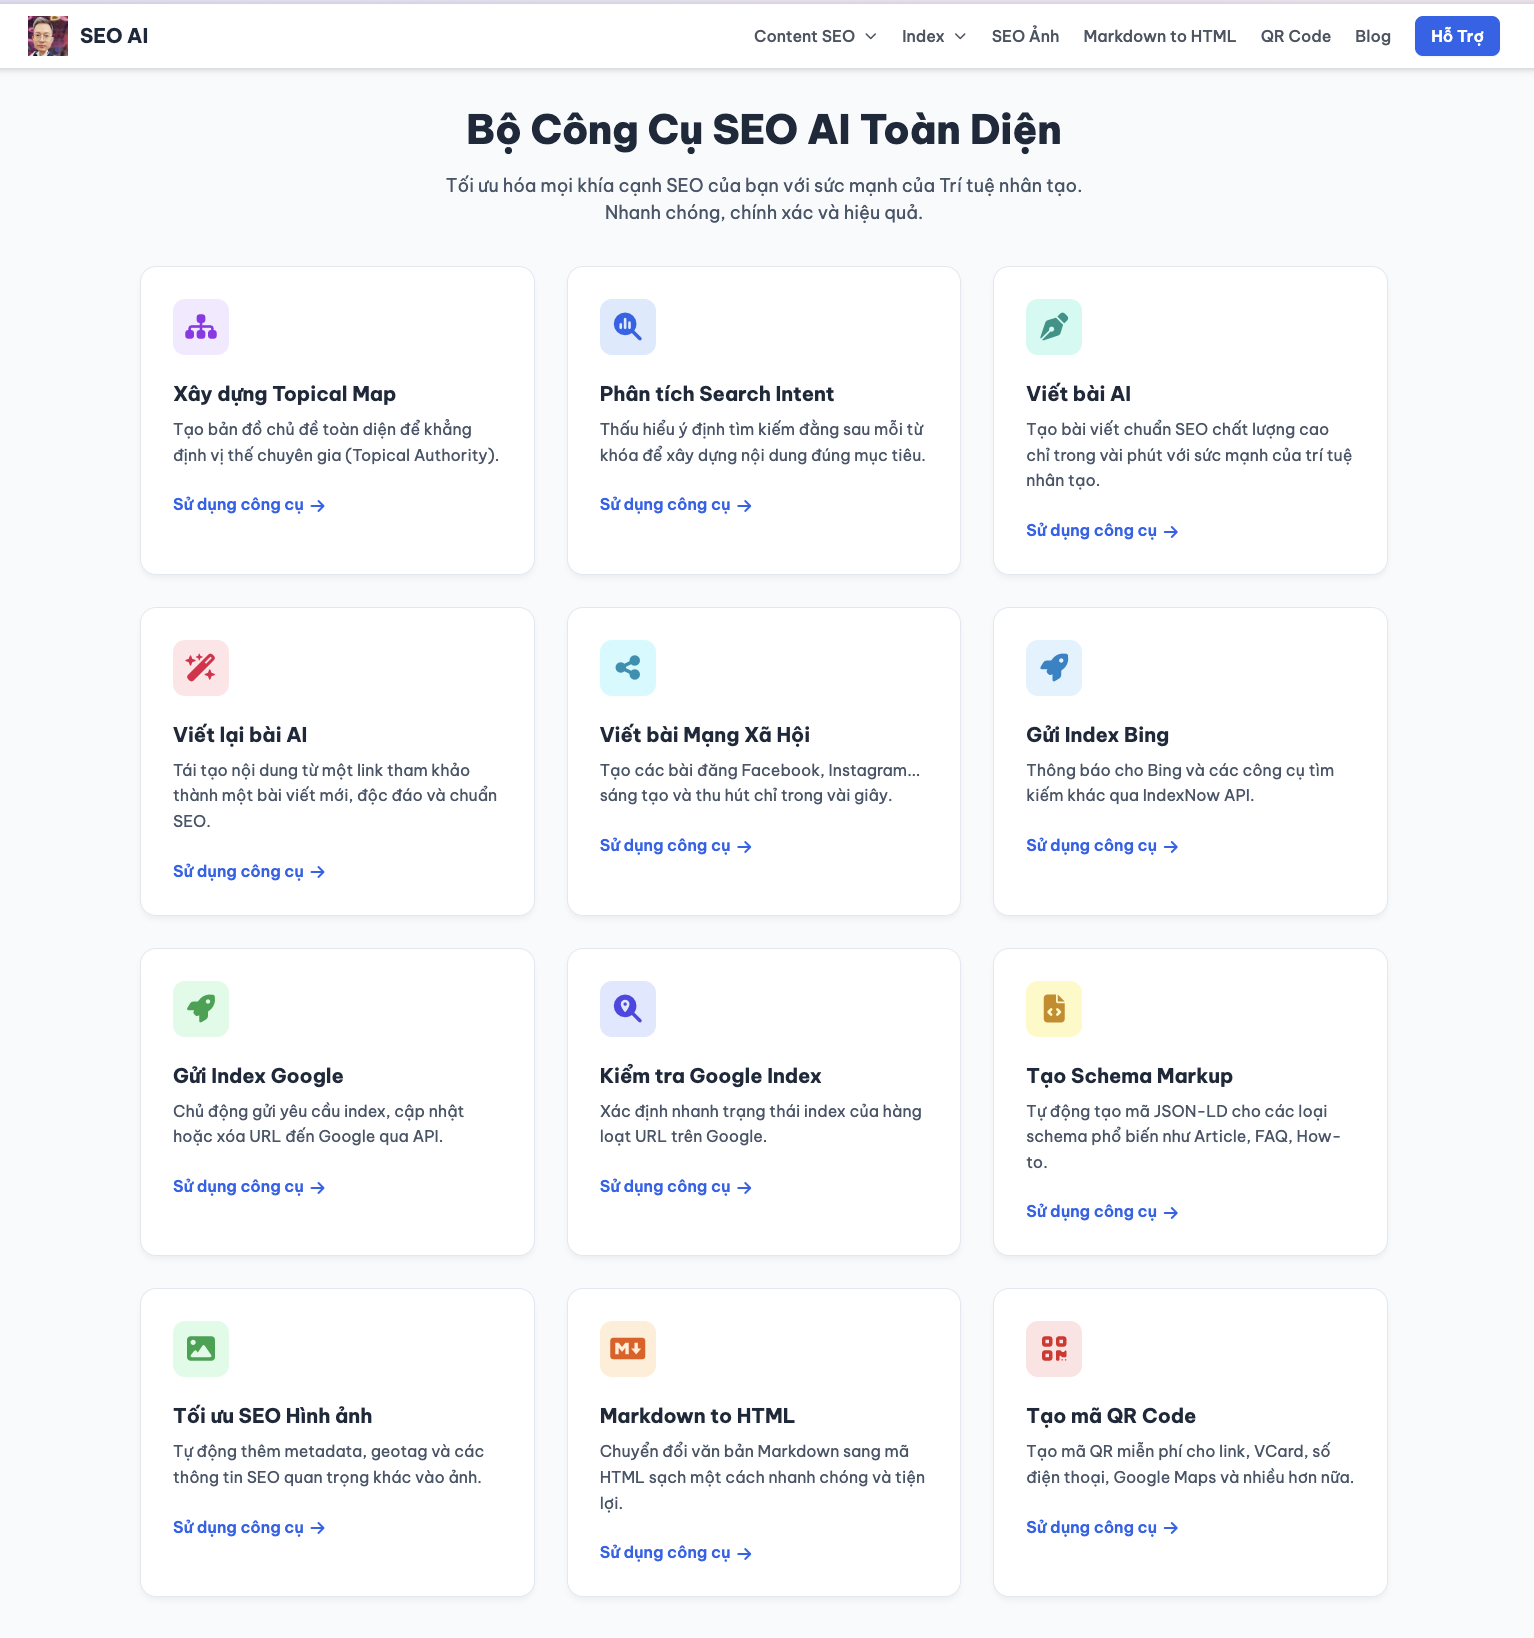 SEO AI
Content SEO
Index
SEO Ảnh
Markdown to HTML
QR Code
Blog
Hỗ Trợ
Bộ Công Cụ SEO AI Toàn Diện
Tối ưu hóa mọi khía cạnh SEO của bạn với sức mạnh của Trí tuệ nhân tạo.
Nhanh chóng, chính xác và hiệu quả.
Xây dựng Topical Map
Tạo bản đồ chủ đề toàn diện để khẳng
định vị thế chuyên gia (Topical Authority).
Sử dụng công cụ →
Phân tích Search Intent
Thấu hiểu ý định tìm kiếm đằng sau mỗi từ
khóa để xây dựng nội dung đúng mục tiêu.
Sử dụng công cụ →
Viết bài AI
Tạo bài viết chuẩn SEO chất lượng cao
chỉ trong vài phút với sức mạnh của trí tuệ
nhân tạo.
Sử dụng công cụ →
Viết lại bài AI
Tái tạo nội dung từ một link tham khảo
thành một bài viết mới, độc đáo và chuẩn
SEO.
Sử dụng công cụ →
Viết bài Mạng Xã Hội
Tạo các bài đăng Facebook, Instagram...
sáng tạo và thu hút chỉ trong vài giây.
Sử dụng công cụ →
Gửi Index Bing
Thông báo cho Bing và các công cụ tìm
kiếm khác qua IndexNow API.
Sử dụng công cụ →
Gửi Index Google
Chủ động gửi yêu cầu index, cập nhật
hoặc xóa URL đến Google qua API.
Sử dụng công cụ →
Kiểm tra Google Index
Xác định nhanh trạng thái index của hàng
loạt URL trên Google.
Sử dụng công cụ →
Tạo Schema Markup
Tự động tạo mã JSON-LD cho các loại
schema phổ biến như Article, FAQ, How-
to.
Sử dụng công cụ →
Tối ưu SEO Hình ảnh
Tự động thêm metadata, geotag và các
thông tin SEO quan trọng khác vào ảnh.
Sử dụng công cụ →
M
Markdown to HTML
Chuyển đổi văn bản Markdown sang mã
HTML sạch một cách nhanh chóng và tiện
lợi.
Sử dụng công cụ →
Tạo mã QR Code
Tạo mã QR miễn phí cho link, VCard, số
điện thoại, Google Maps và nhiều hơn nữa.
Sử dụng công cụ →